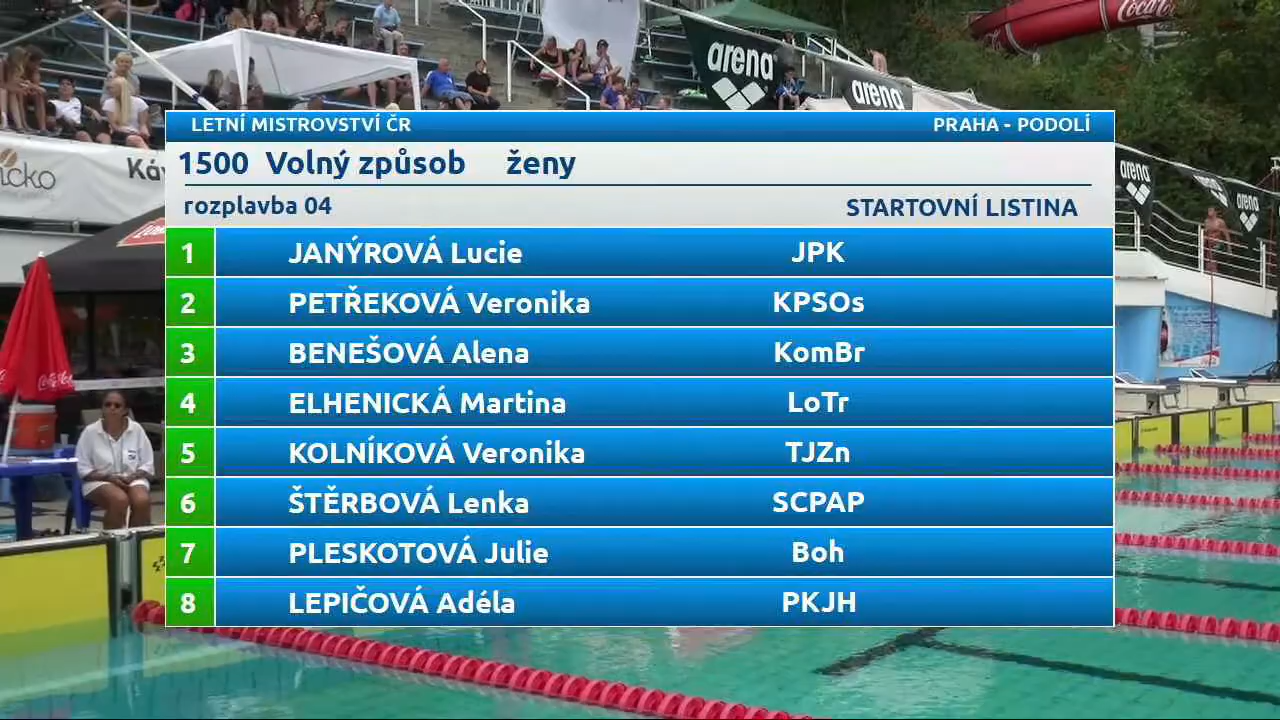 Coca-Cola
arena
arena
LETNÍ MISTROVSTVÍ ČR PRAHA - PODOLÍ
1500 Volný způsob ženy
rozplavba 04 STARTOVNÍ LISTINA
1 JANÝROVÁ Lucie JPK
2 PETŘEKOVÁ Veronika KPSOs
3 BENEŠOVÁ Alena KomBr
4 ELHENICKÁ Martina LoTr
5 KOLNÍKOVÁ Veronika TJZn
6 ŠTĚRBOVÁ Lenka SCPAP
7 PLESKOTOVÁ Julie Boh
8 LEPIČOVÁ Adéla PKJH
arena
arena